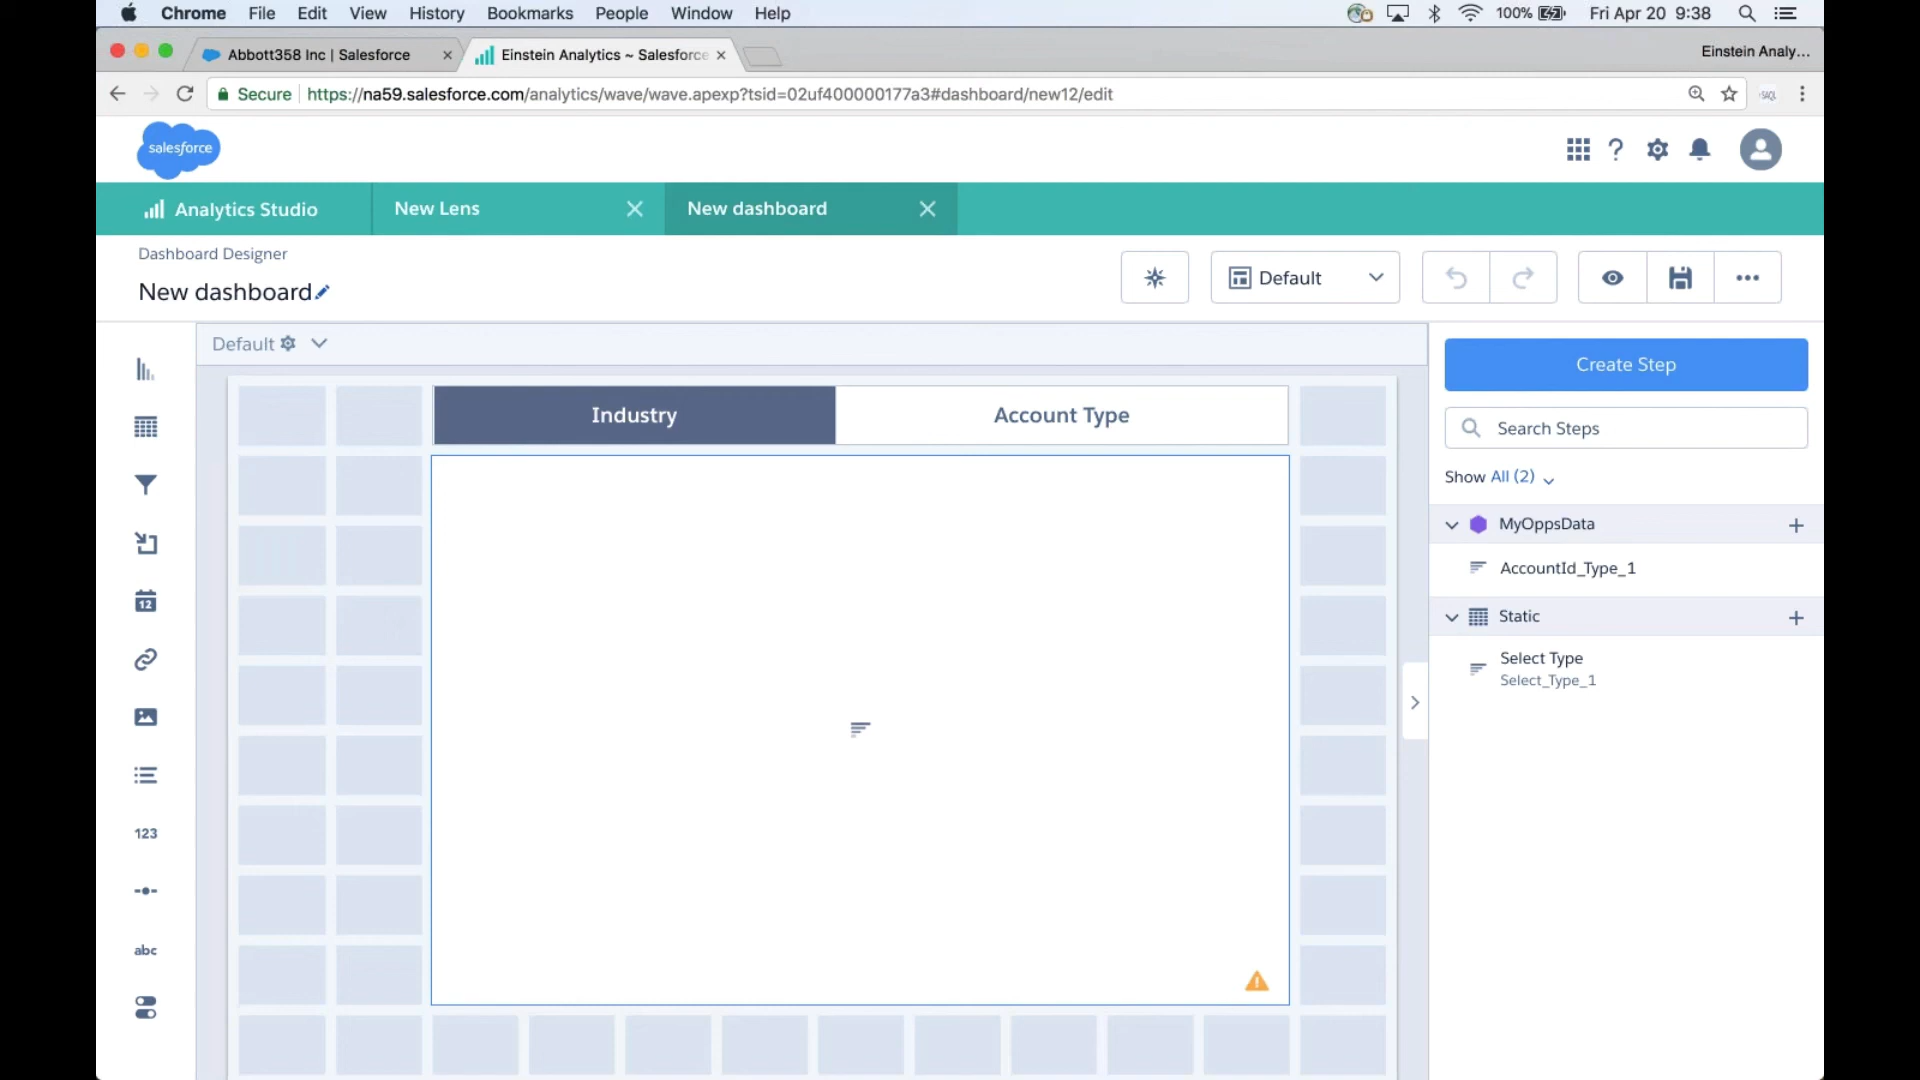 Chrome File Edit View History Bookmarks People Window Help 100% Fri Apr 20 9:38
Abbott358 Inc | Salesforce
Einstein Analytics ~ Salesforce
Einstein Analy...
Secure https://na59.salesforce.com/analytics/wave/wave.apexp?tsid=02uf400000177a3#dashboard/new12/edit
SAQL
salesforce
Analytics Studio
New Lens
New dashboard
Dashboard Designer
New dashboard
Default
Default
Industry
Account Type
Create Step
Search Steps
Show All (2)
MyOppsData
AccountId_Type_1
Static
Select Type
Select_Type_1
12
123
abc